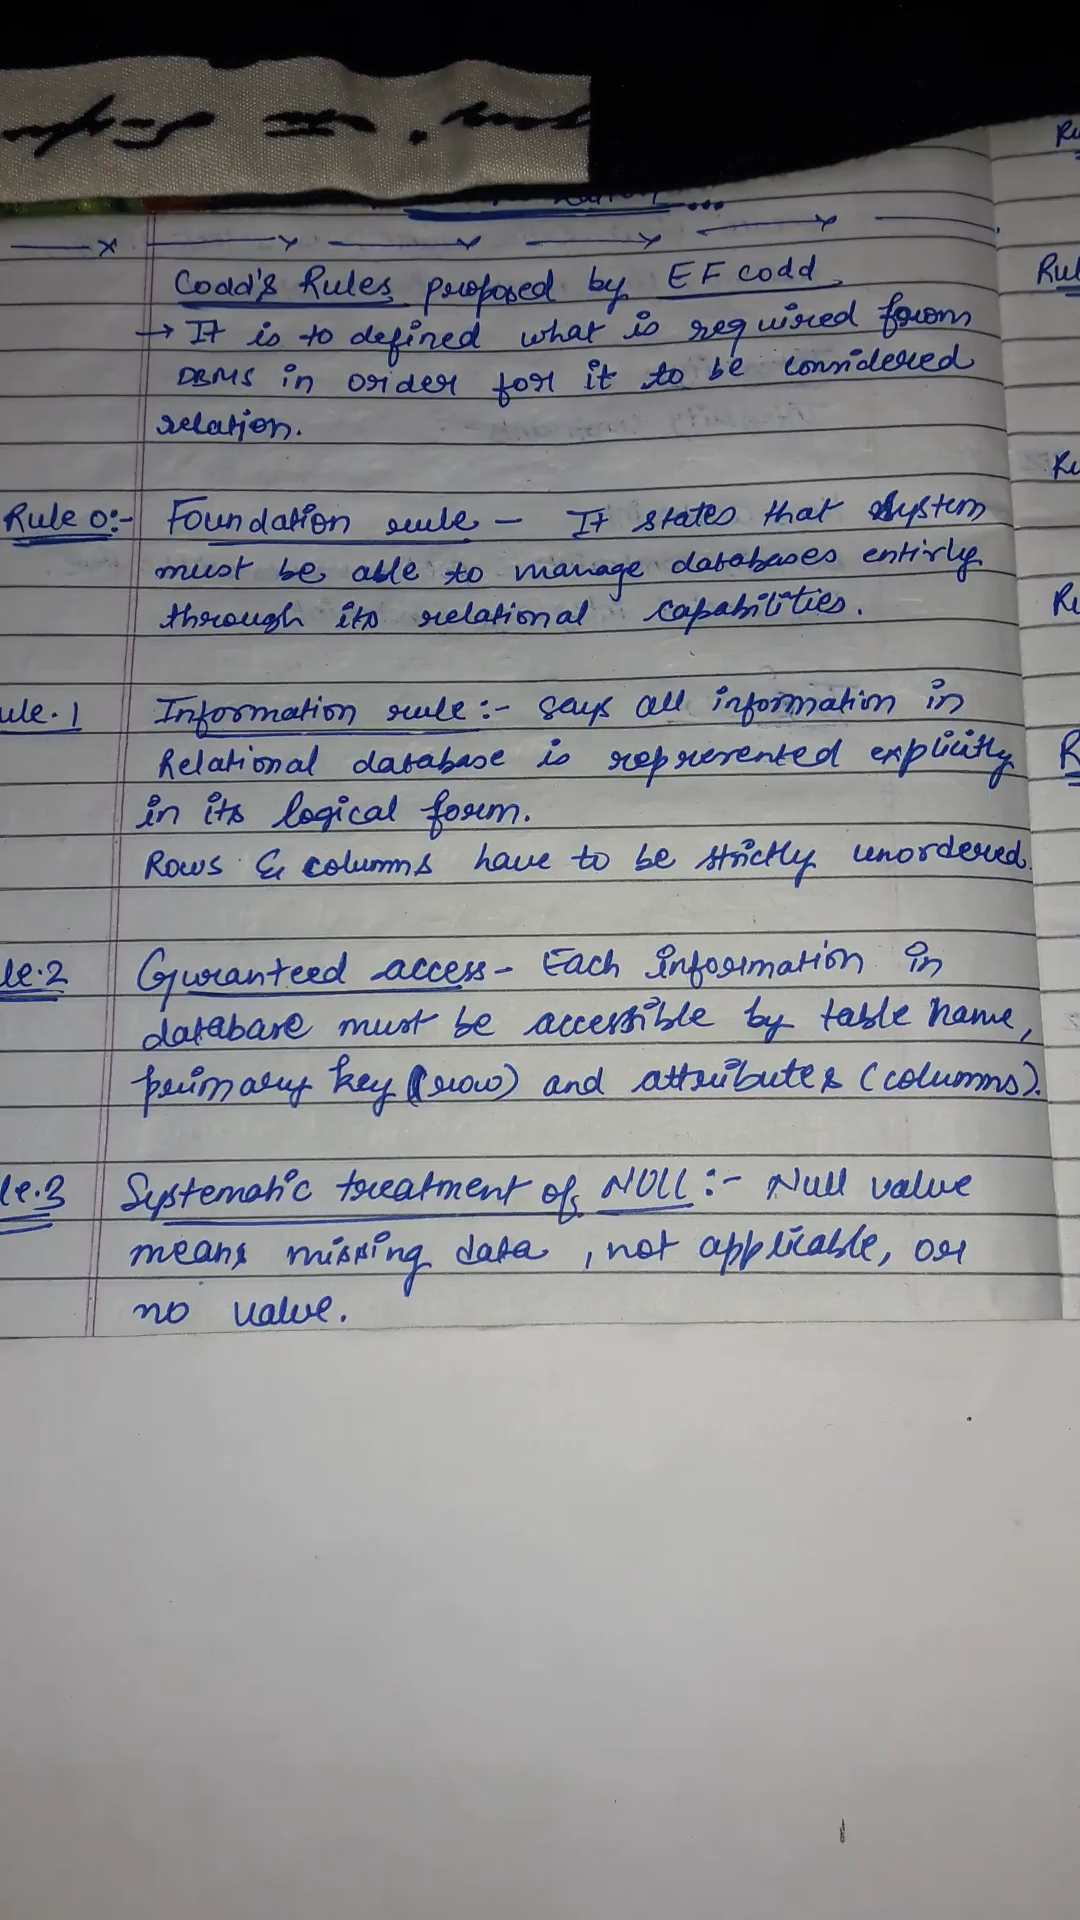 Codd's Rules proposed by EF codd
→ It is to defined what is required from
DBMS in order for it to be considered
relation.
Rule 0:- Foundation rule - It states that System
must be able to manage databases entirly
through its relational capabilities.
ule.1 Information rule:- Says all information in
Relational database is represented explicitly
in its logical form.
Rows & columns have to be strictly unordered.
le.2 Guranteed access - Each information in
database must be accessible by table name,
primary key (row) and attributes (columns).
le.3 Systematic treatment of NULL:- Null value
means missing data, not applicable, or
no value.
Ru
Rul
Ru
Ru
R